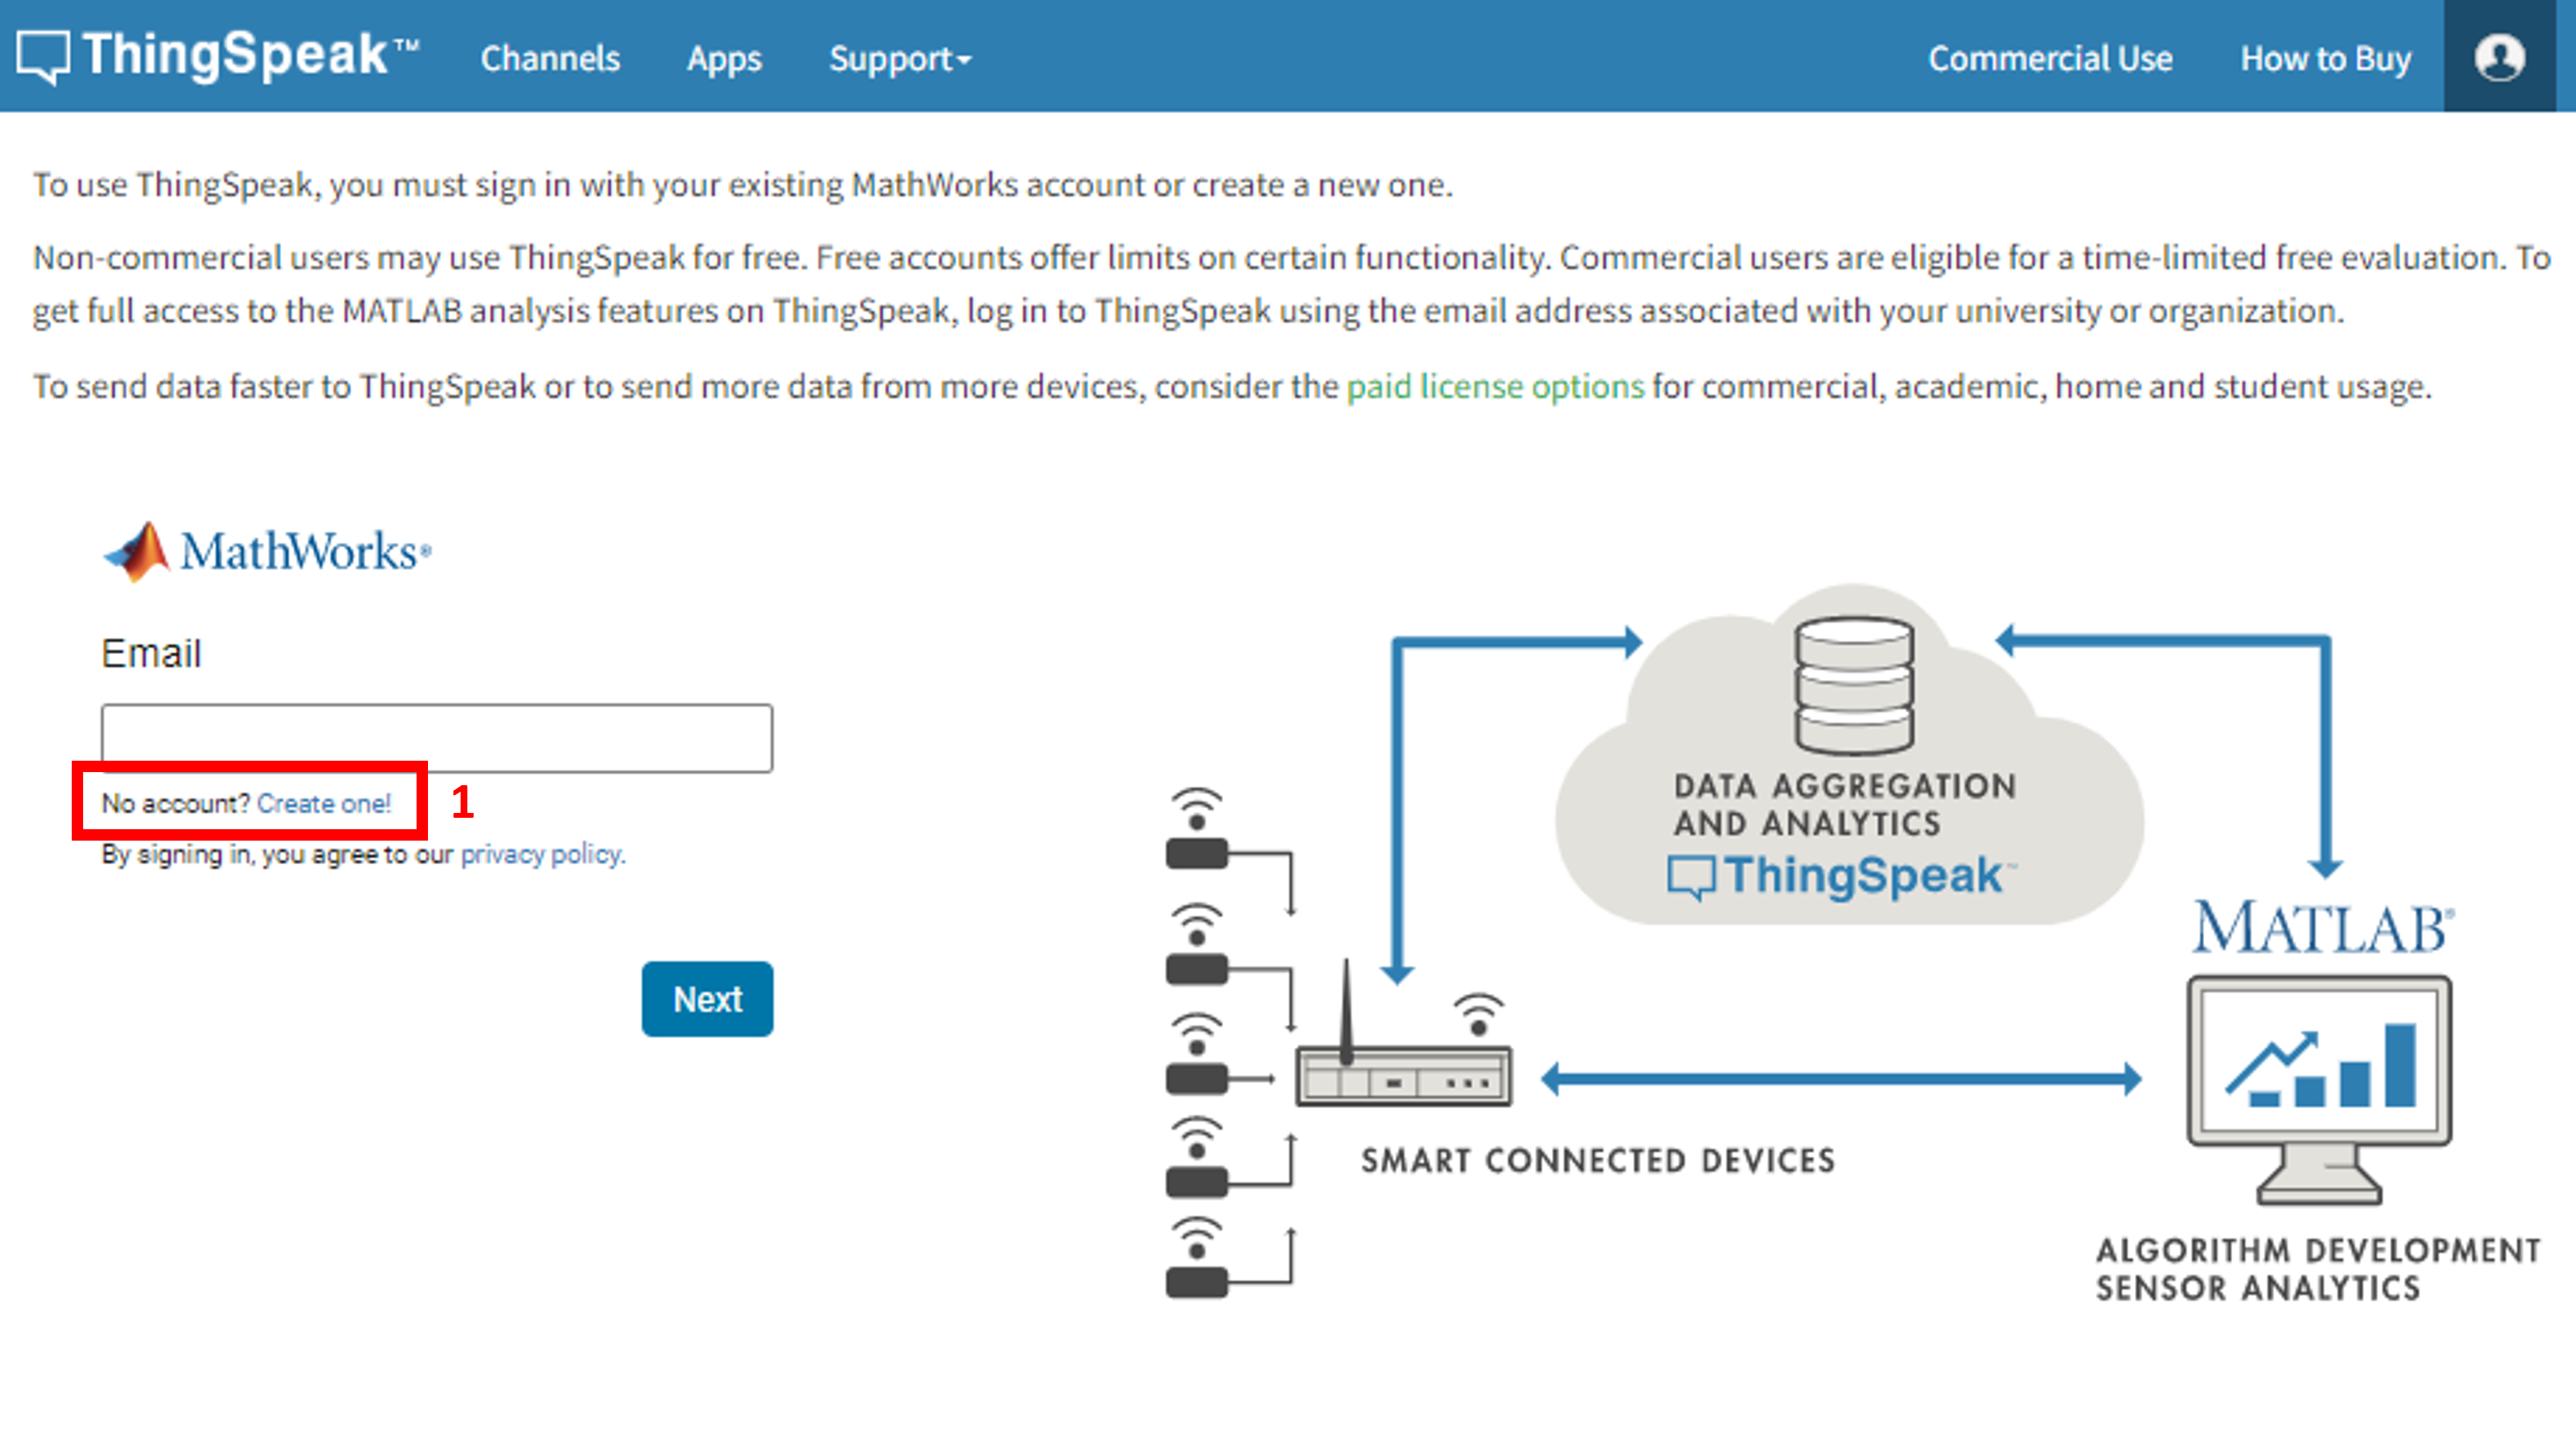 ThingSpeak™ Channels Apps Support Commercial Use How to Buy
To use ThingSpeak, you must sign in with your existing MathWorks account or create a new one.
Non-commercial users may use ThingSpeak for free. Free accounts offer limits on certain functionality. Commercial users are eligible for a time-limited free evaluation. To
get full access to the MATLAB analysis features on ThingSpeak, log in to ThingSpeak using the email address associated with your university or organization.
To send data faster to ThingSpeak or to send more data from more devices, consider the paid license options for commercial, academic, home and student usage.
MathWorks®
Email
No account? Create one! 1
By signing in, you agree to our privacy policy.
Next
DATA AGGREGATION
AND ANALYTICS
ThingSpeak™
MATLAB®
SMART CONNECTED DEVICES
ALGORITHM DEVELOPMENT
SENSOR ANALYTICS